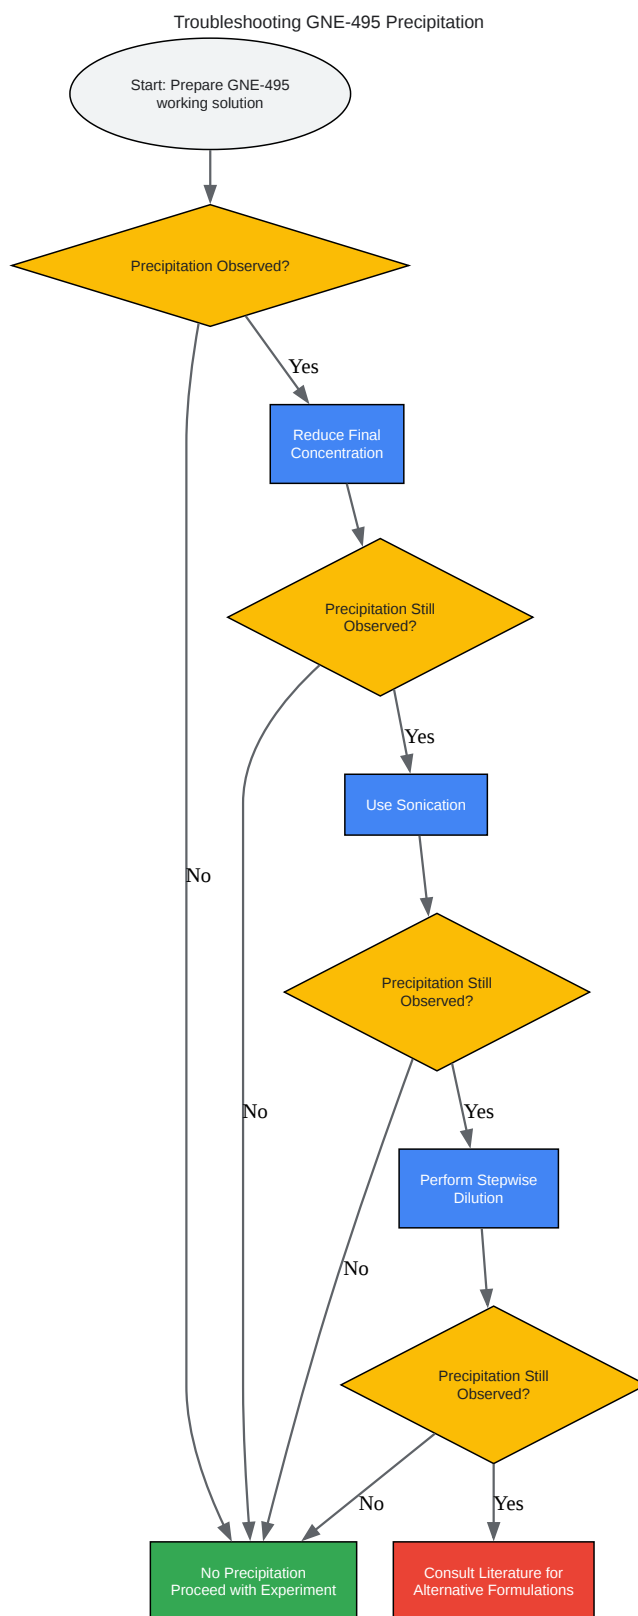 Troubleshooting GNE-495 Precipitation
Start: Prepare GNE-495
working solution
Precipitation Observed?
Yes
Reduce Final
Concentration
Precipitation Still
Observed?
Yes
Use Sonication
No
Precipitation Still
Observed?
No
Yes
Perform Stepwise
Dilution
No
Precipitation Still
Observed?
No
Yes
No Precipitation
Proceed with Experiment
Consult Literature for
Alternative Formulations